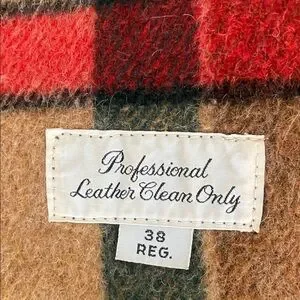 Professional
Leather Clean Only
38
REG.